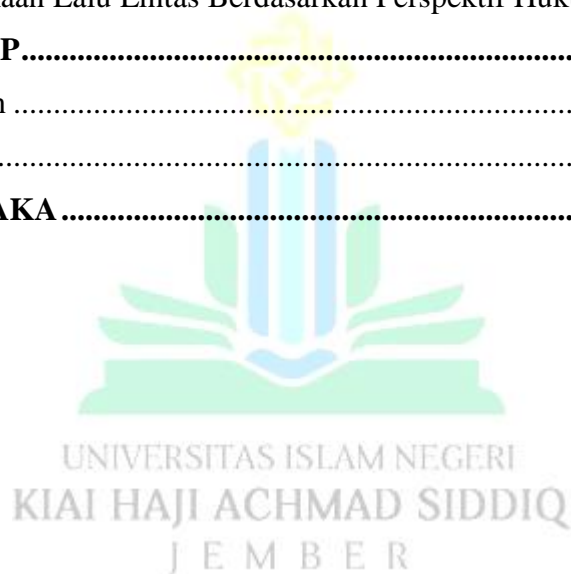 aan Lalu Lintas Berdasarkan Perspektif Huk
P......................................................................
n ......................................................................
......................................................................
AKA ................................................................
UNIVERSITAS ISLAM NEGERI
KIAI HAJI ACHMAD SIDDIQ
J E M B E R